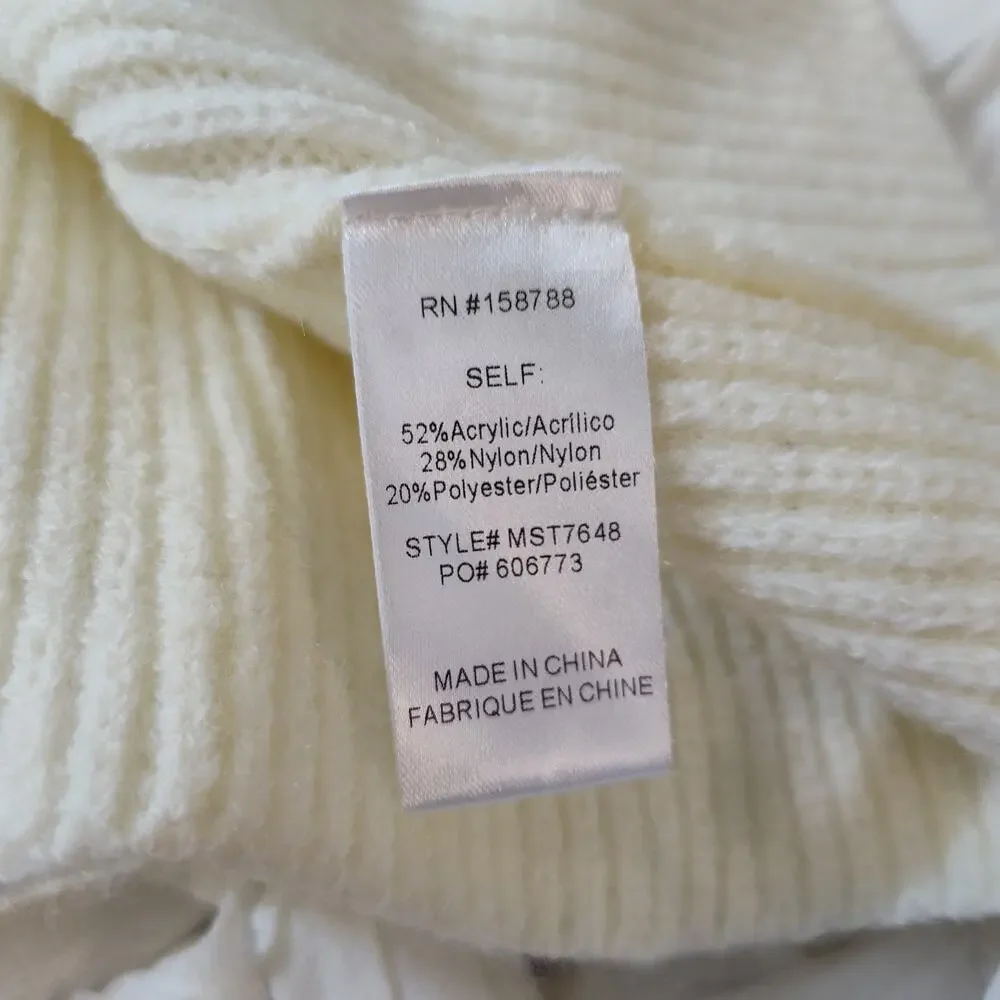 RN #158788
SELF:
52%Acrylic/Acrílico
28%Nylon/Nylon
20%Polyester/Poliéster
STYLE# MST7648
PO# 606773
MADE IN CHINA
FABRIQUE EN CHINE